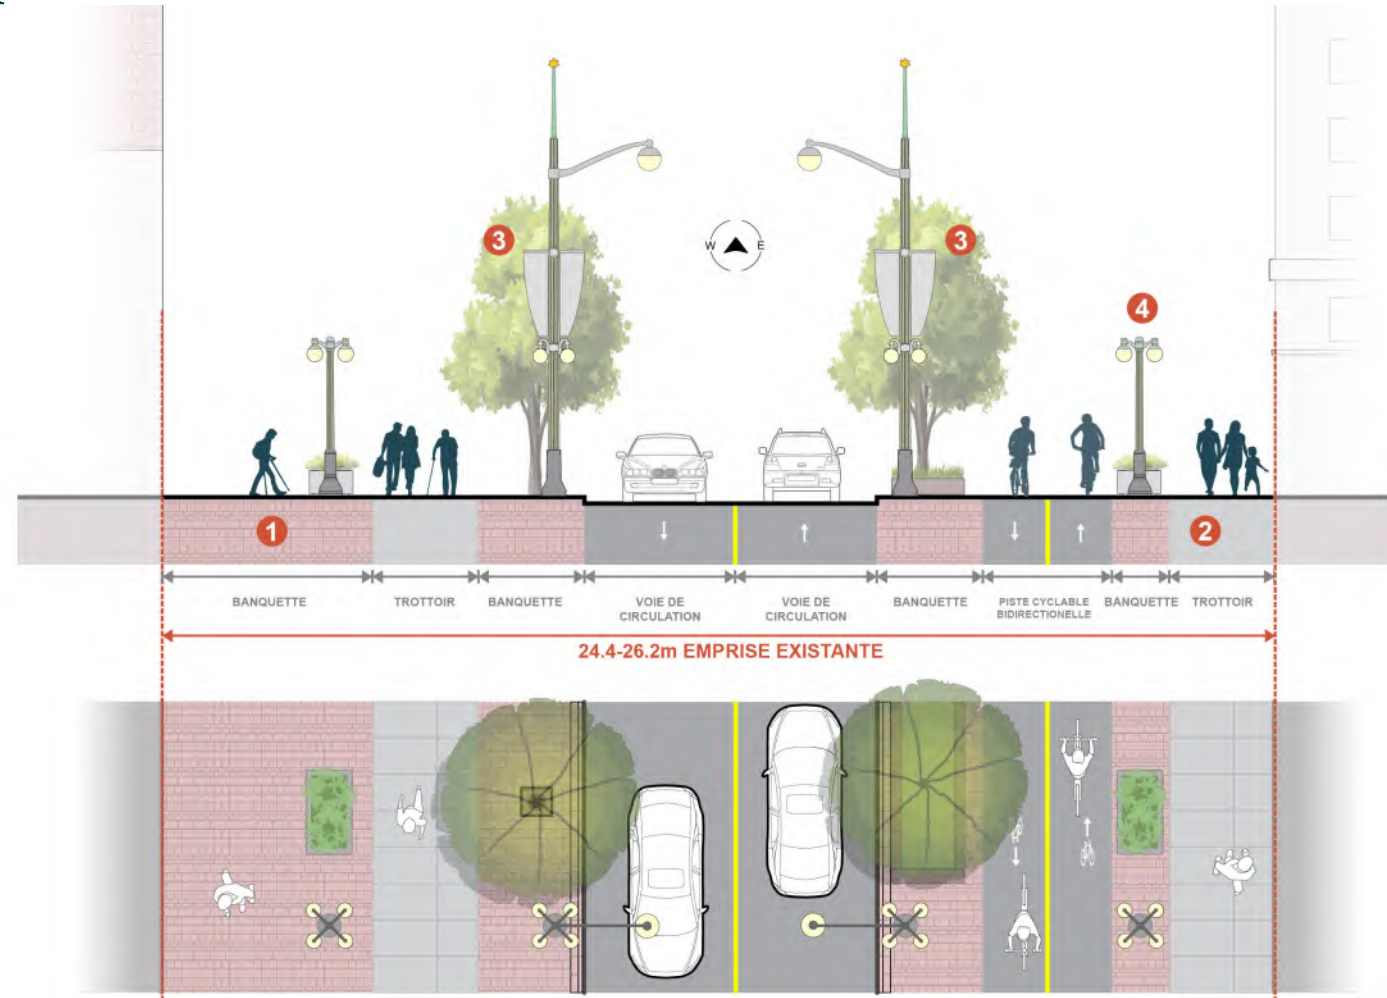 3
3
W E
4
1
2
BANQUETTE TROTTOIR BANQUETTE VOIE DE CIRCULATION VOIE DE CIRCULATION BANQUETTE PISTE CYCLABLE BIDIRECTIONELLE BANQUETTE TROTTOIR
24.4-26.2m EMPRISE EXISTANTE